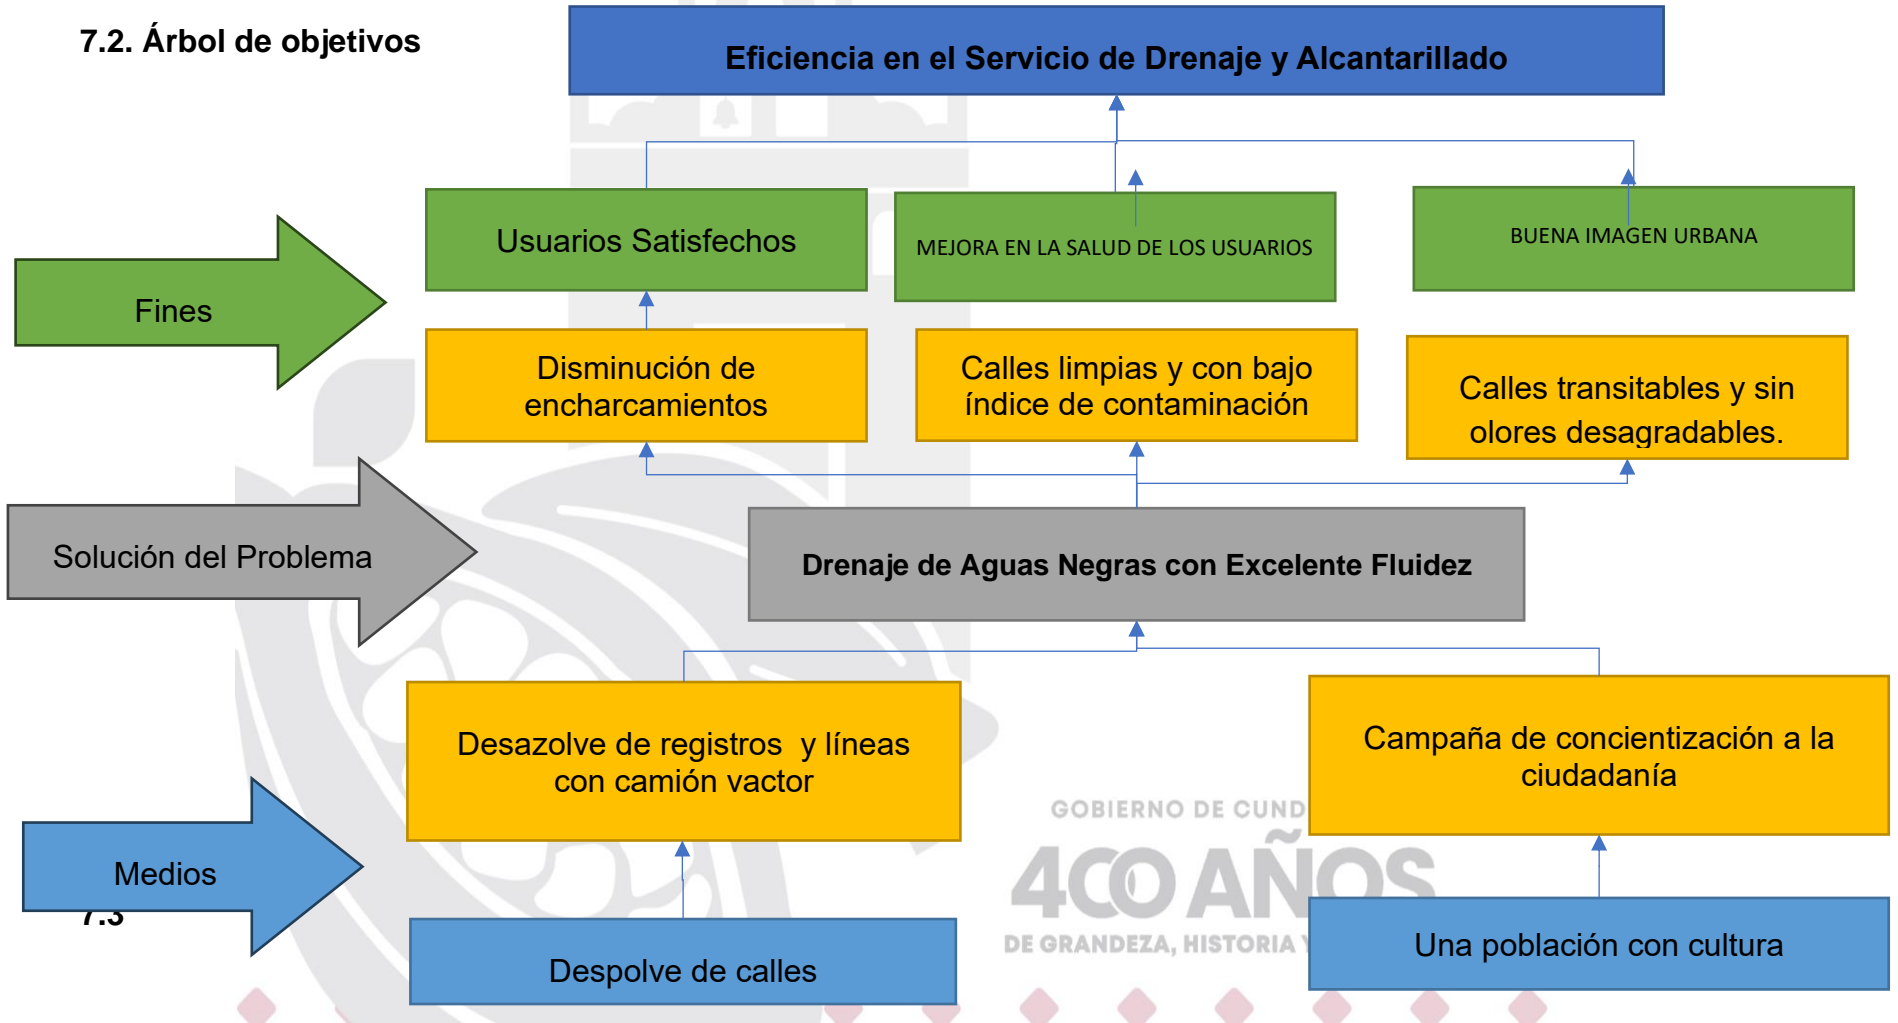 7.2. Árbol de objetivos
Eficiencia en el Servicio de Drenaje y Alcantarillado
Usuarios Satisfechos
MEJORA EN LA SALUD DE LOS USUARIOS
BUENA IMAGEN URBANA
Fines
Disminución de
encharcamientos
Calles limpias y con bajo
índice de contaminación
Calles transitables y sin
olores desagradables.
Solución del Problema
Drenaje de Aguas Negras con Excelente Fluidez
Desazolve de registros y líneas
con camión vactor
Campaña de concientización a la
ciudadanía
GOBIERNO DE CUND
Medios
400 AÑOS
7.3
DE GRANDEZA, HISTORIA Y
Despolve de calles
Una población con cultura